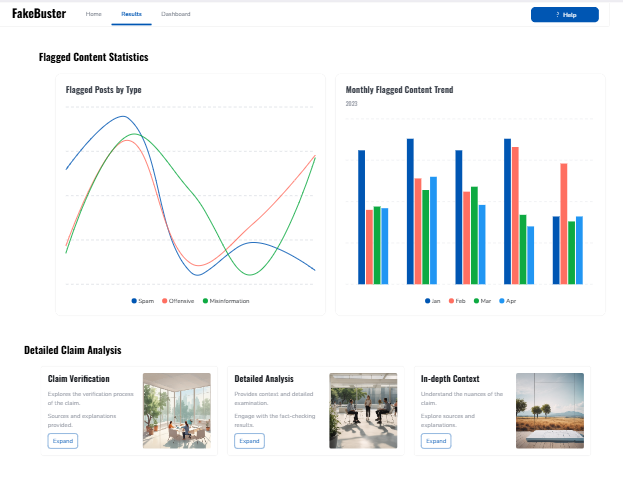 FakeBuster
Home
Results
Dashboard
? Help
Flagged Content Statistics
Flagged Posts by Type
Spam
Offensive
Misinformation
Monthly Flagged Content Trend
2023
Jan
Feb
Mar
Apr
Detailed Claim Analysis
Claim Verification
Explores the verification process
of the claim.
Sources and explanations
provided.
Expand
Detailed Analysis
Provides context and detailed
examination.
Engage with the fact-checking
results.
Expand
In-depth Context
Understand the nuances of the
claim.
Explore sources and
explanations.
Expand